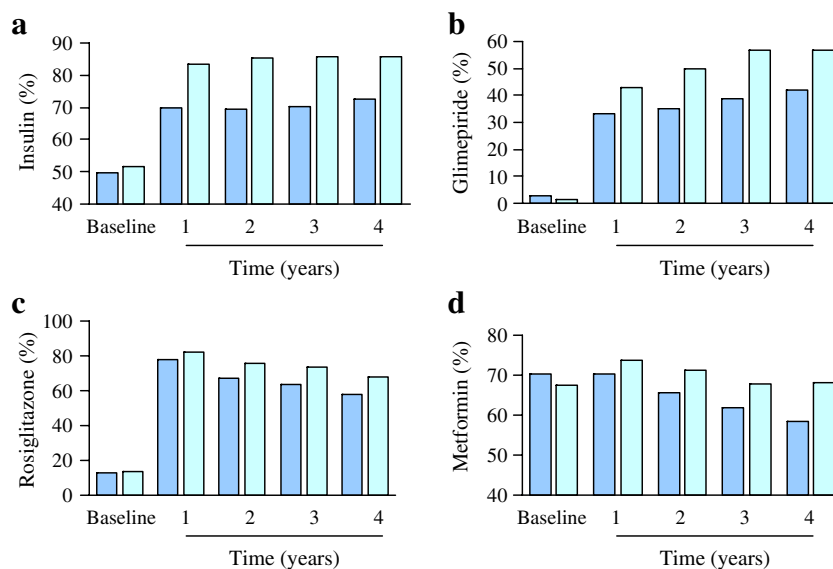 a
Insulin (%)
90
80
70
60
50
40
Baseline 1 2 3 4
Time (years)
b
Glimepiride (%)
60
50
40
30
20
10
0
Baseline 1 2 3 4
Time (years)
c
Rosiglitazone (%)
100
80
60
40
20
0
Baseline 1 2 3 4
Time (years)
d
Metformin (%)
80
70
60
50
40
Baseline 1 2 3 4
Time (years)